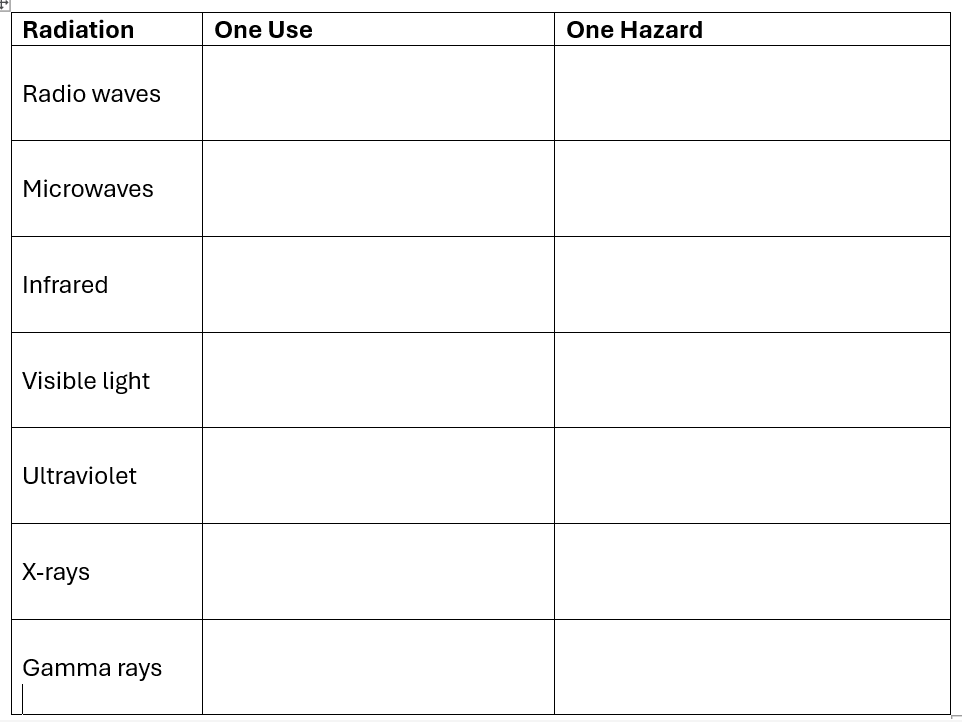 Radiation One Use One Hazard
Radio waves
Microwaves
Infrared
Visible light
Ultraviolet
X-rays
Gamma rays